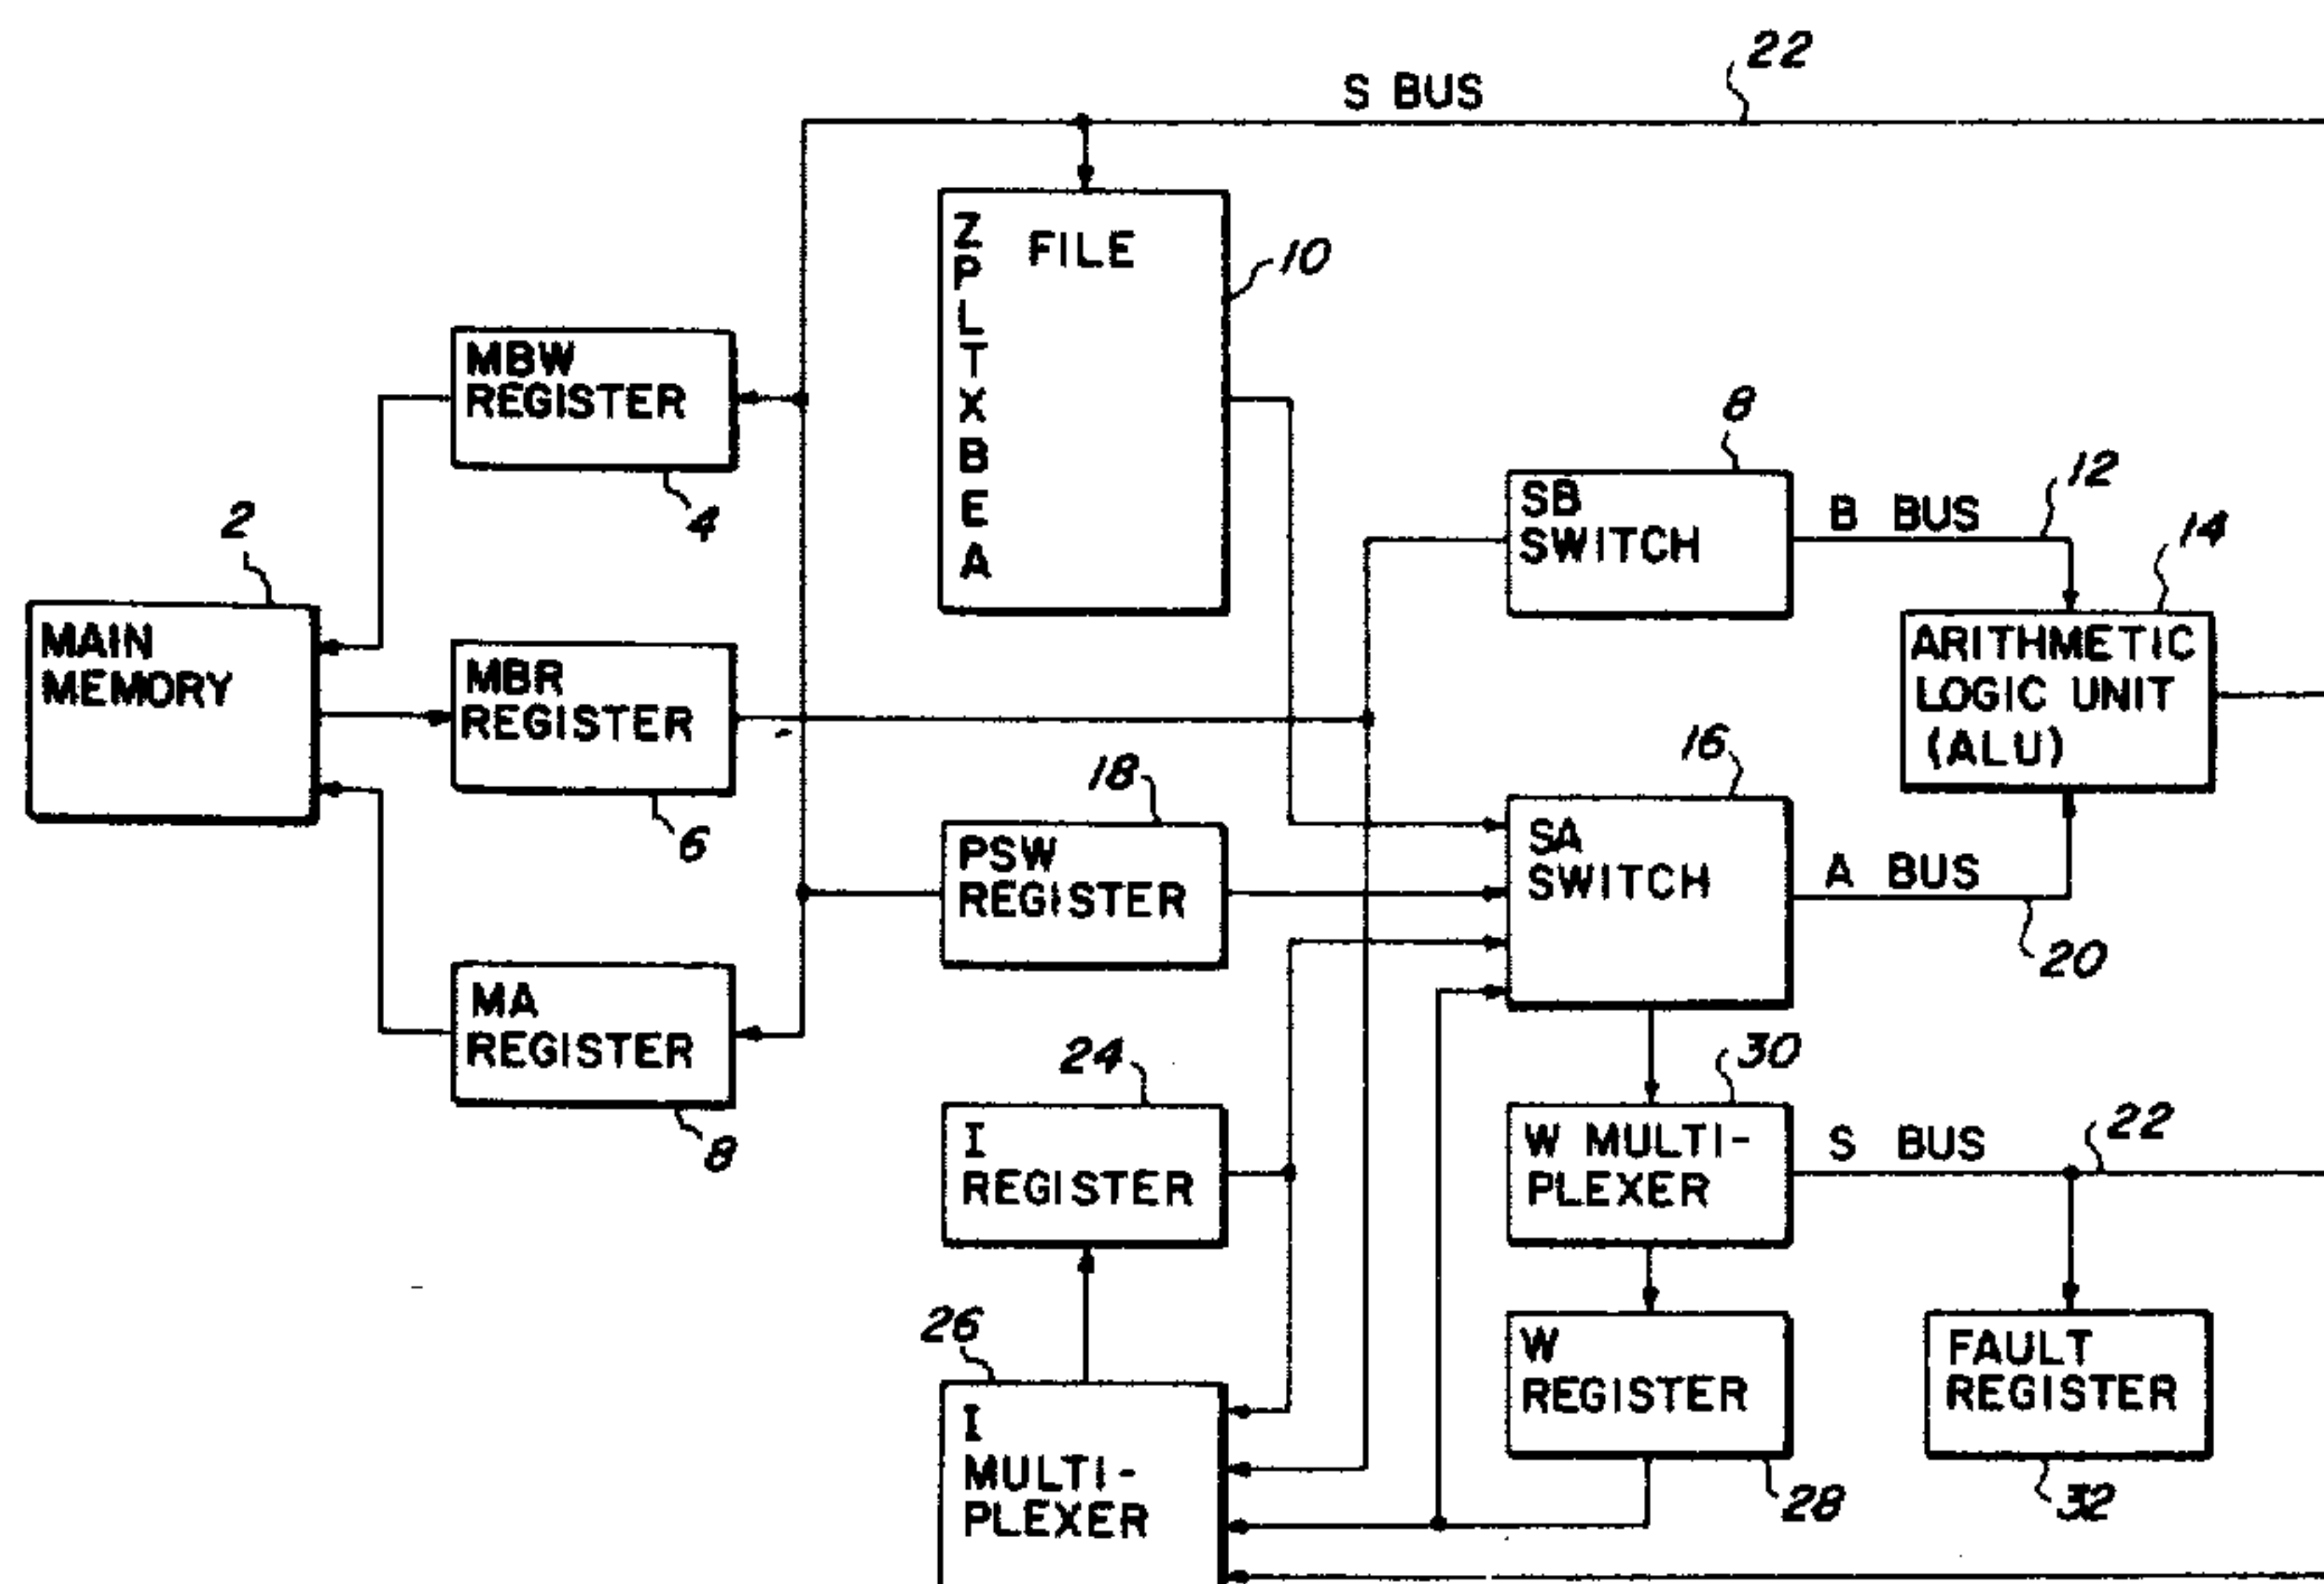 22
S BUS
Z
P
L
T
X
B
E
A
FILE
10
MBW
REGISTER
4
8
SB
SWITCH
B BUS
12
14
2
MAIN
MEMORY
MBR
REGISTER
6
ARITHMETIC
LOGIC UNIT
(ALU)
18
PSW
REGISTER
16
SA
SWITCH
A BUS
20
MA
REGISTER
8
24
I
REGISTER
30
W MULTI-
PLEXER
S BUS
22
26
I
MULTI-
PLEXER
W
REGISTER
28
FAULT
REGISTER
32